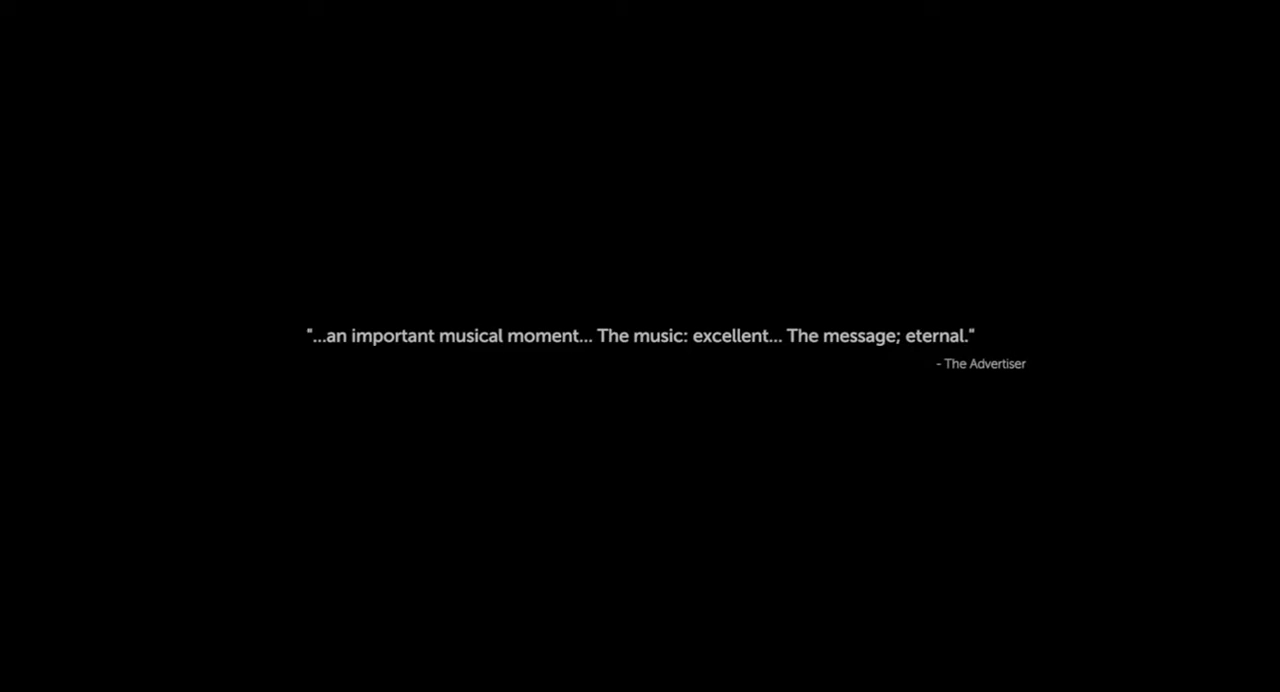 "...an important musical moment... The music: excellent... The message; eternal."
- The Advertiser